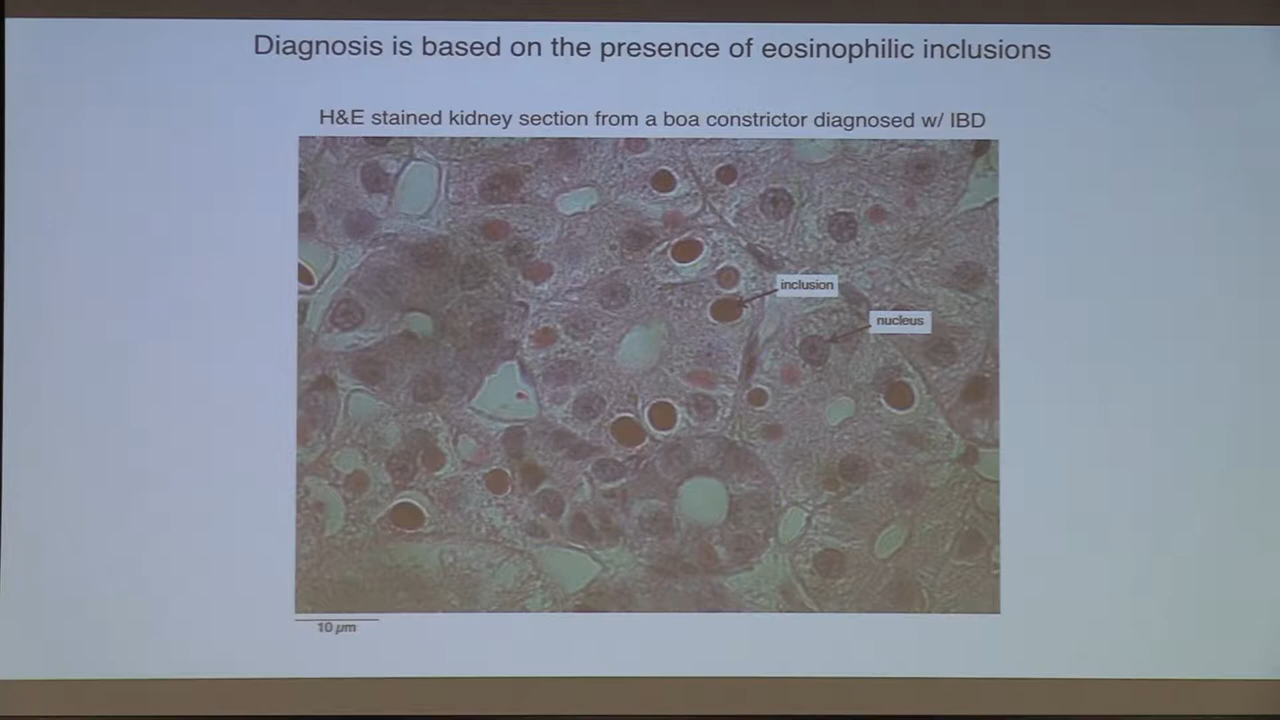 Diagnosis is based on the presence of eosinophilic inclusions
H&E stained kidney section from a boa constrictor diagnosed w/ IBD
inclusion
nucleus
10 µm